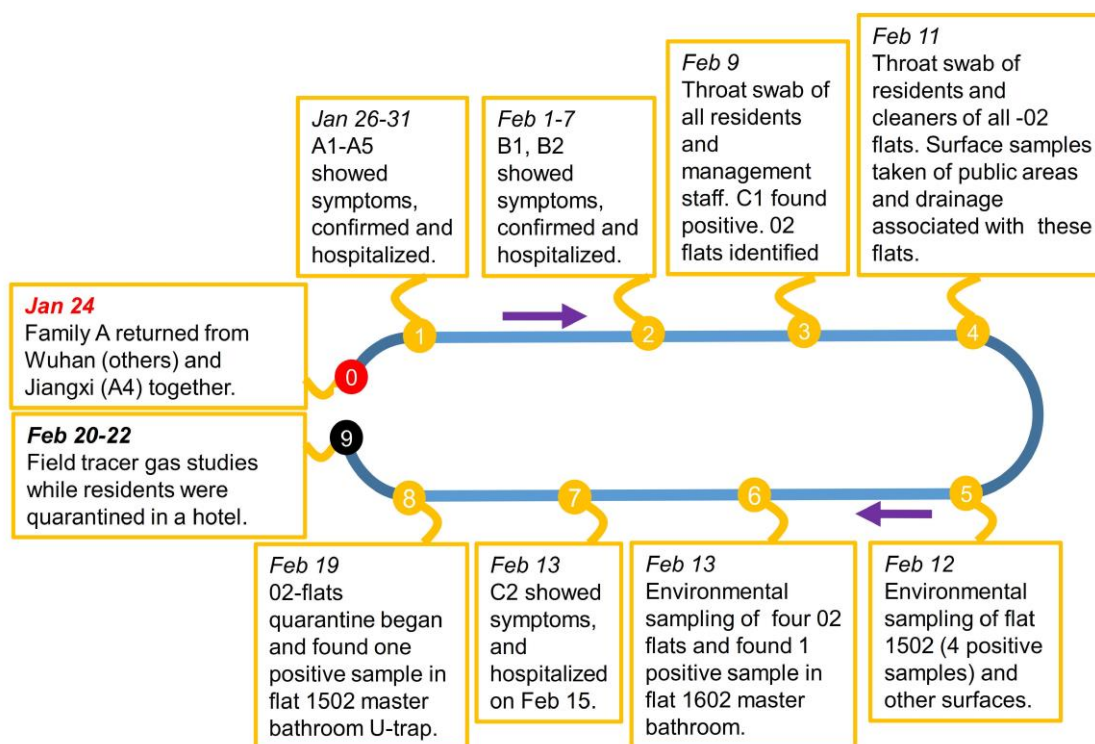 Jan 24
Family A returned from
Wuhan (others) and
Jiangxi (A4) together.
0
Jan 26-31
A1-A5
showed
symptoms,
confirmed and
hospitalized.
1
Feb 1-7
B1, B2
showed
symptoms,
confirmed and
hospitalized.
2
Feb 9
Throat swab of
all residents
and
management
staff. C1 found
positive. 02
flats identified
3
Feb 11
Throat swab of
residents and
cleaners of all -02
flats. Surface samples
taken of public areas
and drainage
associated with these
flats.
4
5
Feb 12
Environmental
sampling of flat
1502 (4 positive
samples) and
other surfaces.
6
Feb 13
Environmental
sampling of four 02
flats and found 1
positive sample in
flat 1602 master
bathroom.
7
Feb 13
C2 showed
symptoms,
and
hospitalized
on Feb 15.
8
Feb 19
02-flats
quarantine began
and found one
positive sample in
flat 1502 master
bathroom U-trap.
9
Feb 20-22
Field tracer gas studies
while residents were
quarantined in a hotel.